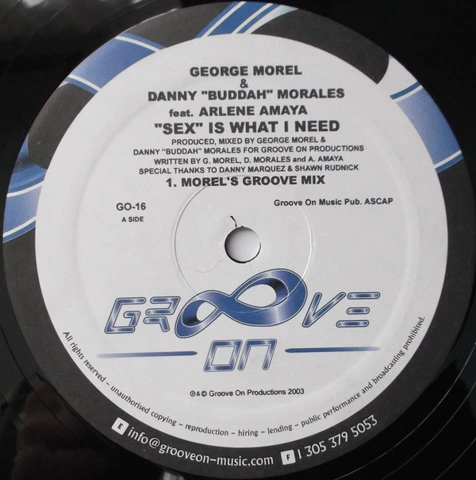 GEORGE MOREL
&
DANNY "BUDDAH" MORALES
feat. ARLENE AMAYA
"SEX" IS WHAT I NEED
PRODUCED, MIXED BY GEORGE MOREL &
DANNY "BUDDAH" MORALES FOR GROOVE ON PRODUCTIONS
WRITTEN BY G. MOREL, D. MORALES and A. AMAYA
SPECIAL THANKS TO DANNY MARQUEZ & SHAWN RUDNICK
1. MOREL'S GROOVE MIX
GO-16
A SIDE
Groove On Music Pub. ASCAP
GROOVE
ON
℗&© Groove On Productions 2003
All rights reserved – unauthorised copying – reproduction – hiring – lending – public performance and broadcasting prohibited.
E info@grooveon-music.com F 1 305 379 5053